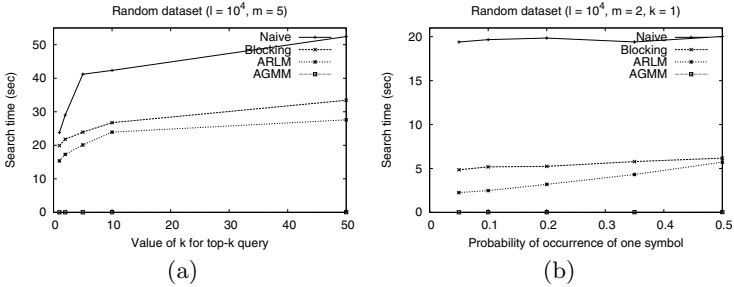 Random dataset (l = 10^4, m = 5)
Search time (sec)
60
50
40
30
20
10
0
Naive
Blocking
ARLM
AGMM
0 10 20 30 40 50
Value of k for top-k query
(a)
Random dataset (l = 10^4, m = 2, k = 1)
Search time (sec)
20
15
10
5
0
Naive
Blocking
ARLM
AGMM
0 0.1 0.2 0.3 0.4 0.5
Probability of occurrence of one symbol
(b)